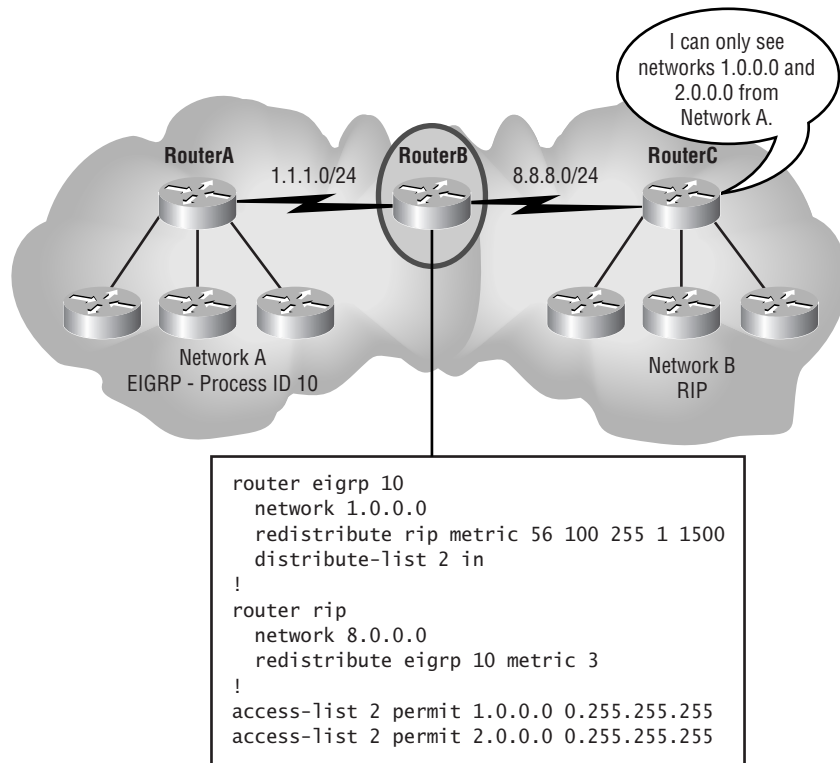 I can only see
networks 1.0.0.0 and
2.0.0.0 from
Network A.
RouterA
1.1.1.0/24
RouterB
8.8.8.0/24
RouterC
Network A
EIGRP - Process ID 10
Network B
RIP
router eigrp 10
  network 1.0.0.0
  redistribute rip metric 56 100 255 1 1500
  distribute-list 2 in
!
router rip
  network 8.0.0.0
  redistribute eigrp 10 metric 3
!
access-list 2 permit 1.0.0.0 0.255.255.255
access-list 2 permit 2.0.0.0 0.255.255.255